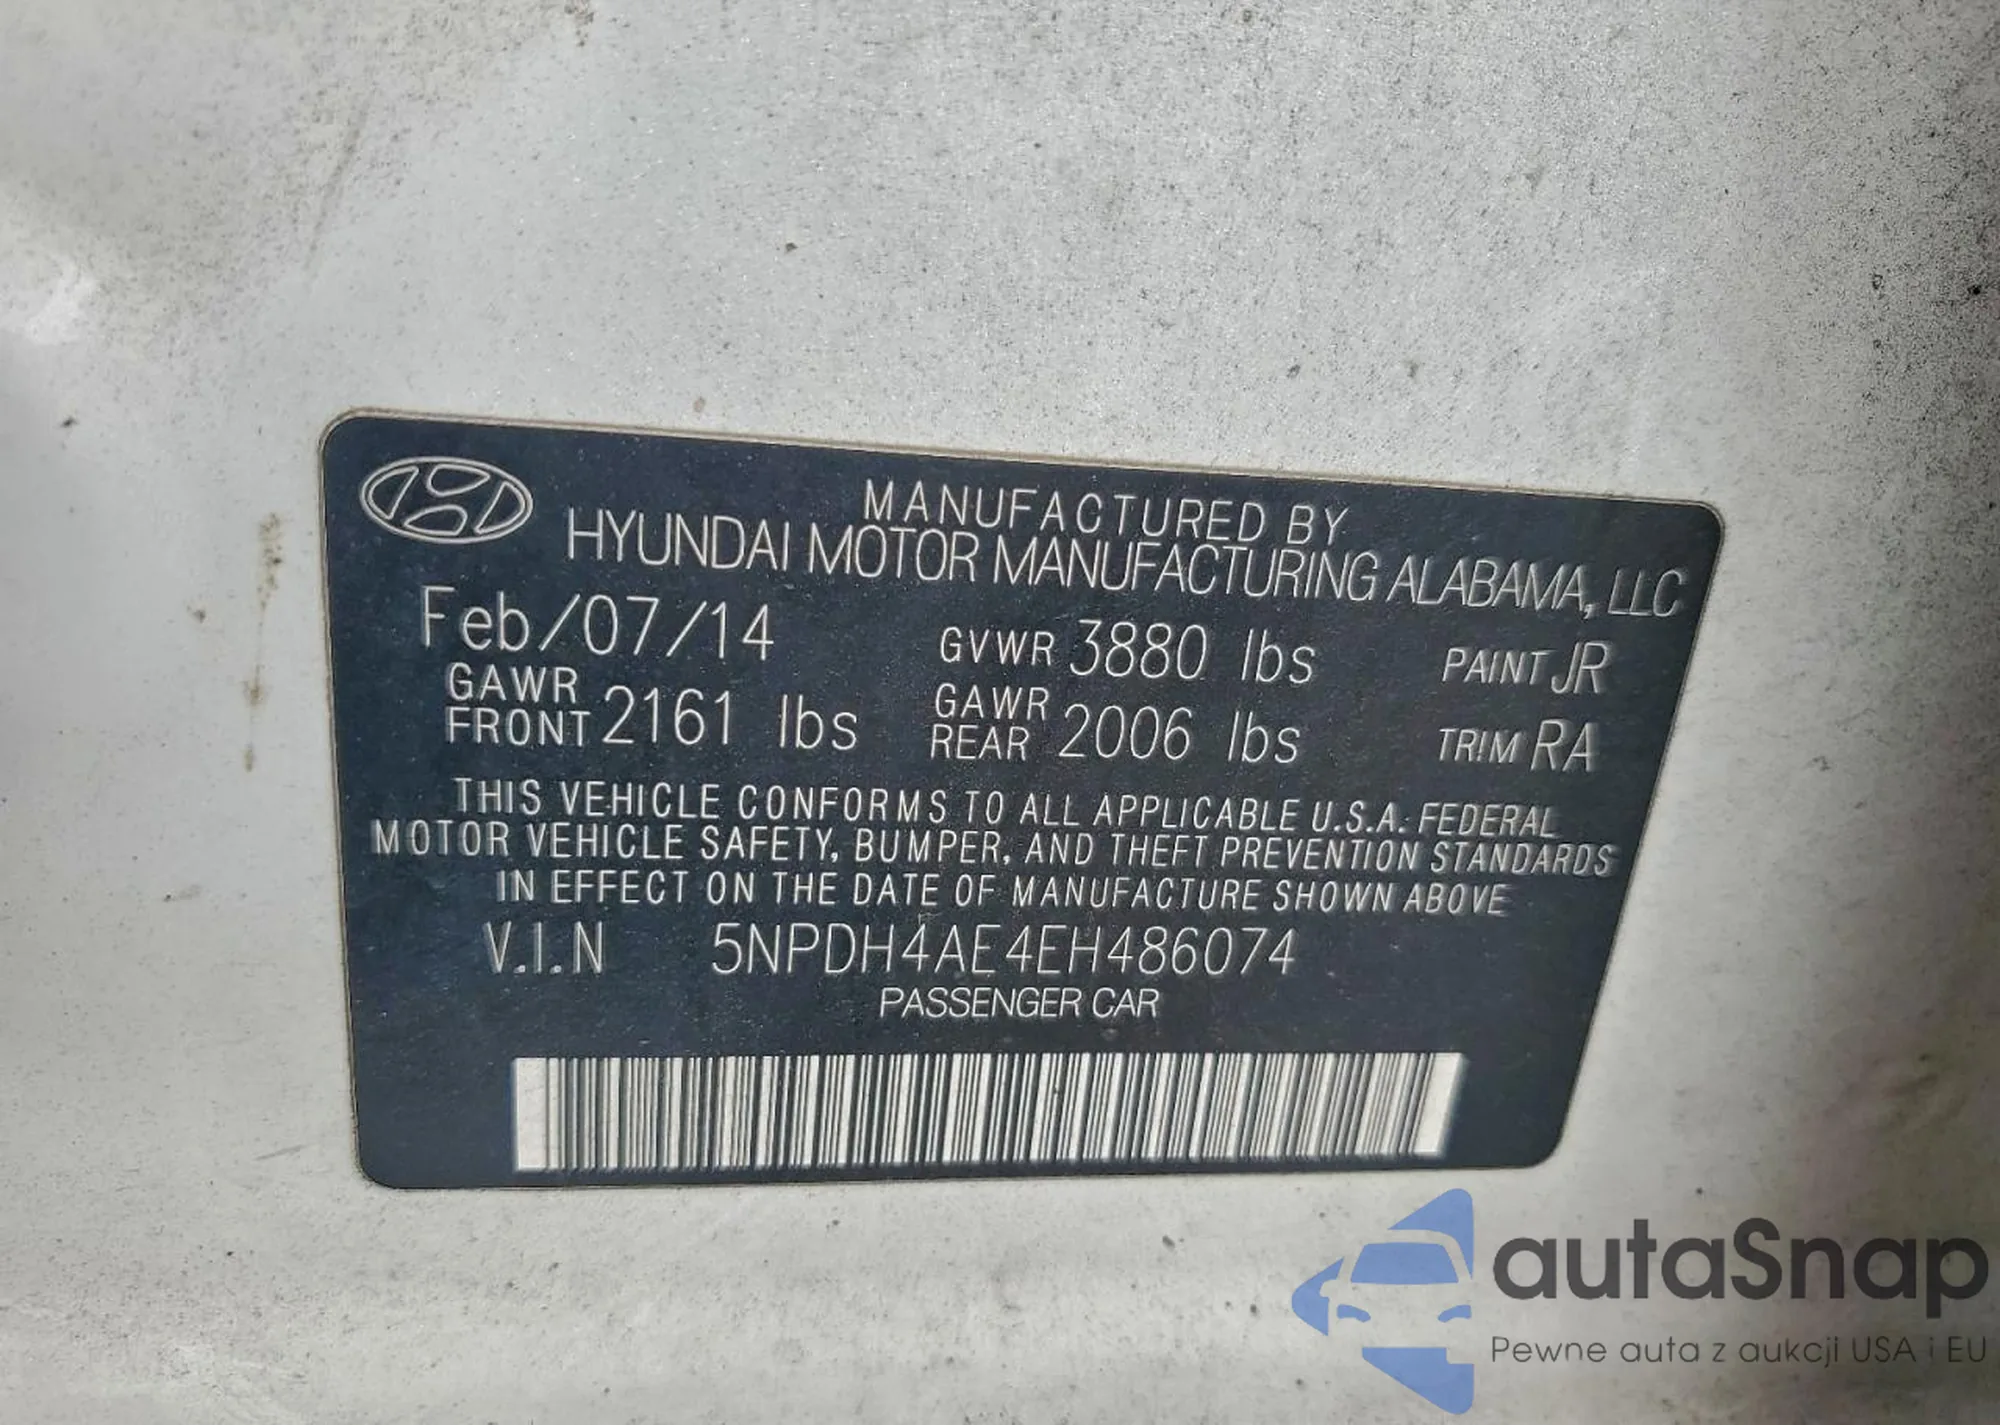 MANUFACTURED BY
HYUNDAI MOTOR MANUFACTURING ALABAMA, LLC
Feb/07/14 GVWR 3880 lbs PAINT JR
GAWR FRONT 2161 lbs GAWR REAR 2006 lbs TRIM RA
THIS VEHICLE CONFORMS TO ALL APPLICABLE U.S.A. FEDERAL
MOTOR VEHICLE SAFETY, BUMPER, AND THEFT PREVENTION STANDARDS
IN EFFECT ON THE DATE OF MANUFACTURE SHOWN ABOVE
V.I.N 5NPDH4AE4EH486074
PASSENGER CAR
autaSnap
Pewne auta z aukcji USA i EU